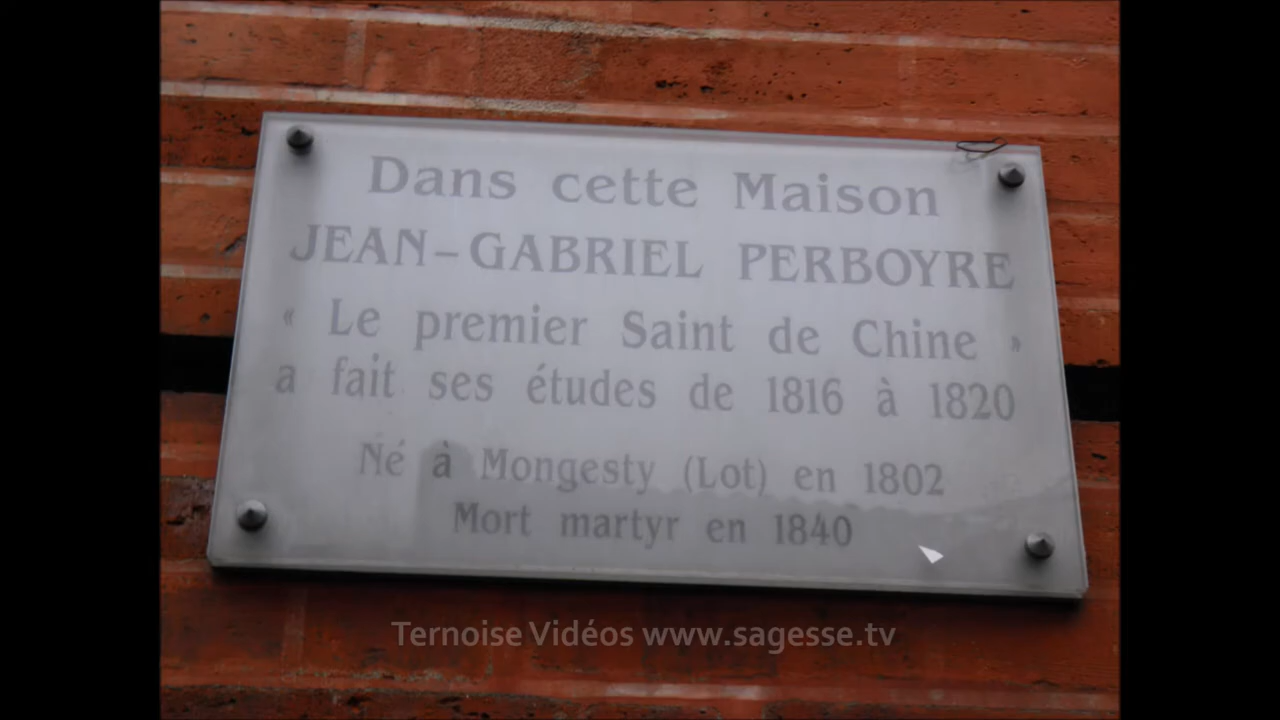 Dans cette Maison
JEAN-GABRIEL PERBOYRE
« Le premier Saint de Chine »
a fait ses études de 1816 à 1820
Né à Mongesty (Lot) en 1802
Mort martyr en 1840
Ternoise Vidéos www.sagesse.tv